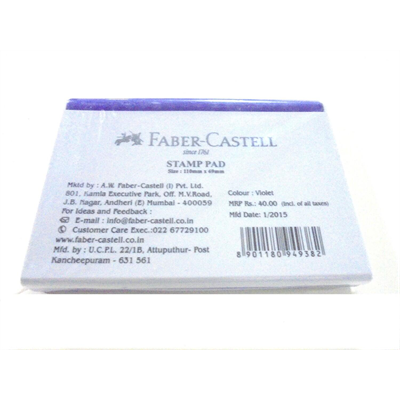 FABER-CASTELL
since 1761
STAMP PAD
Size : 110mm x 69mm
Mktd by : A.W. Faber-Castell (I) Pvt. Ltd.
801, Kamla Executive Park, Off. M.V.Road,
J.B. Nagar, Andheri (E) Mumbai - 400059
For Ideas and Feedback :
E-mail : info@faber-castell.co.in
Customer Care Exec.:022 67729100
www.faber-castell.co.in
Mfd. by : U.C.P.L. 22/1B, Attuputhur- Post
Kancheepuram - 631 561
Colour : Violet
MRP Rs.: 40.00 (Incl. of all taxes)
Mfd Date: 1/2015
8 901180 949382